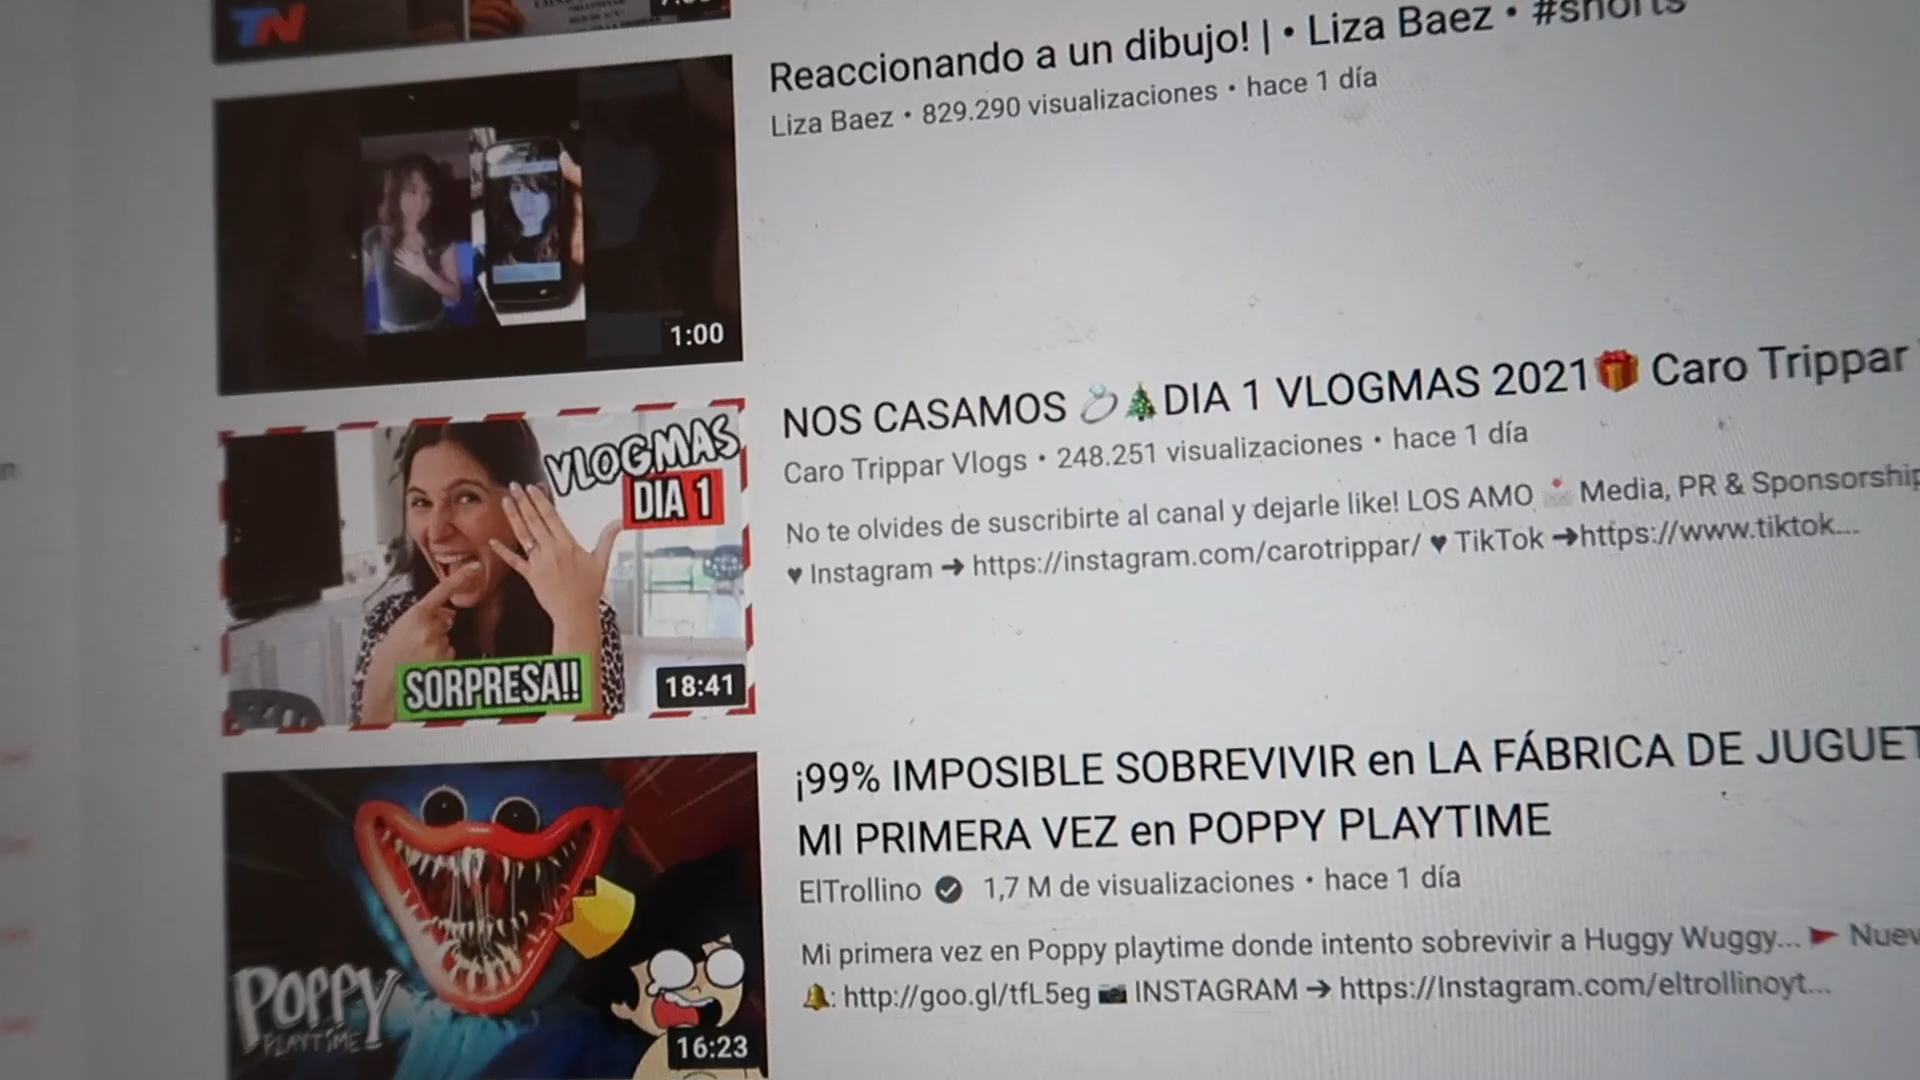 TN
Reaccionando a un dibujo! | • Liza Baez • #shorts
Liza Baez • 829.290 visualizaciones • hace 1 día
1:00
NOS CASAMOS 💍🎄DIA 1 VLOGMAS 2021🎁 Caro Trippar
Caro Trippar Vlogs • 248.251 visualizaciones • hace 1 día
No te olvides de suscribirte al canal y dejarle like! LOS AMO 💌 Media, PR & Sponsorship
♥ Instagram ➜ https://instagram.com/carotrippar/ ♥ TikTok ➜https://www.tiktok....
VLOGMAS
DIA 1
SORPRESA!!
18:41
¡99% IMPOSIBLE SOBREVIVIR en LA FÁBRICA DE JUGUET
MI PRIMERA VEZ en POPPY PLAYTIME
ElTrollino 1,7 M de visualizaciones • hace 1 día
Mi primera vez en Poppy playtime donde intento sobrevivir a Huggy Wuggy... ► Nuev
🔔: http://goo.gl/tfL5eg 📷 INSTAGRAM ➜ https://Instagram.com/eltrollinoyt...
POPPY
PLAYTIME
16:23